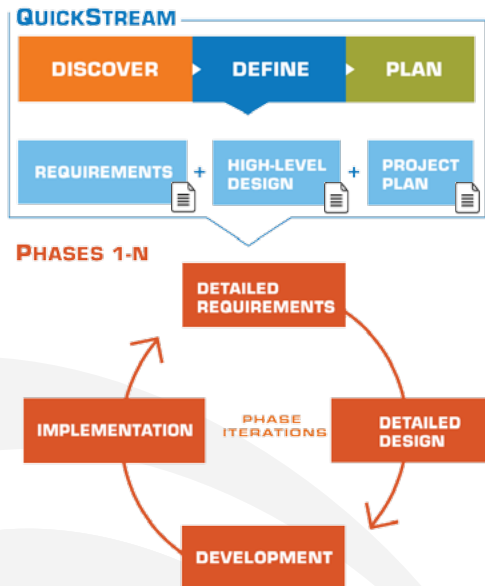 QUICKSTREAM
DISCOVER DEFINE PLAN
REQUIREMENTS + HIGH-LEVEL DESIGN + PROJECT PLAN
PHASES 1-N
DETAILED
REQUIREMENTS
IMPLEMENTATION
PHASE
ITERATIONS
DETAILED
DESIGN
DEVELOPMENT